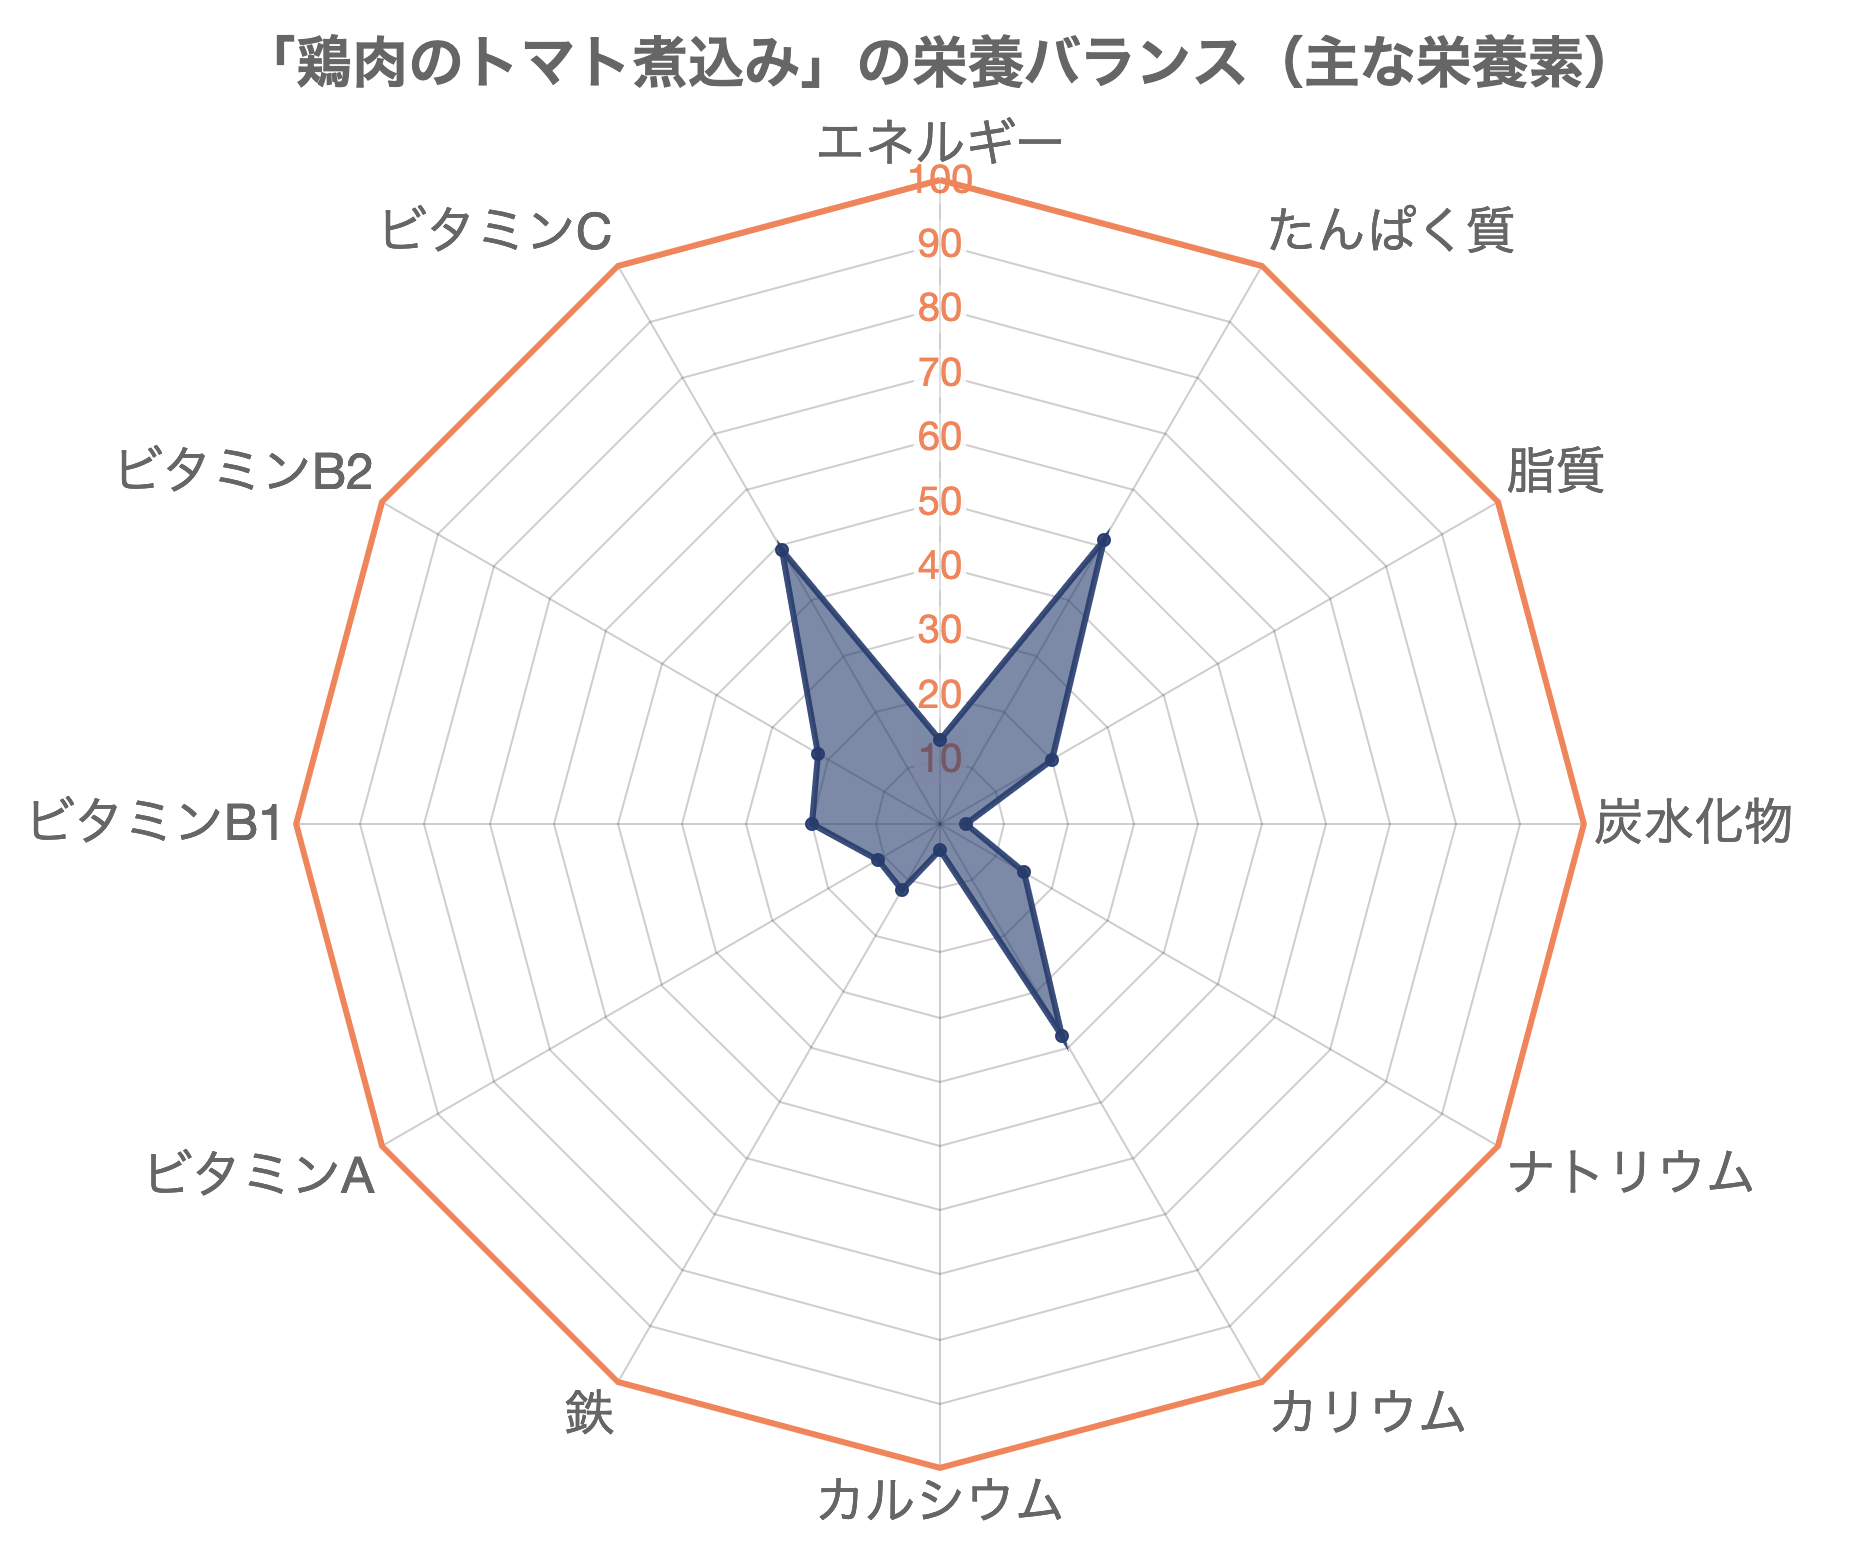 「鶏肉のトマト煮込み」の栄養バランス（主な栄養素）
エネルギー
たんぱく質
脂質
炭水化物
ナトリウム
カリウム
カルシウム
鉄
ビタミンA
ビタミンB1
ビタミンB2
ビタミンC
100
90
80
70
60
50
40
30
20
10